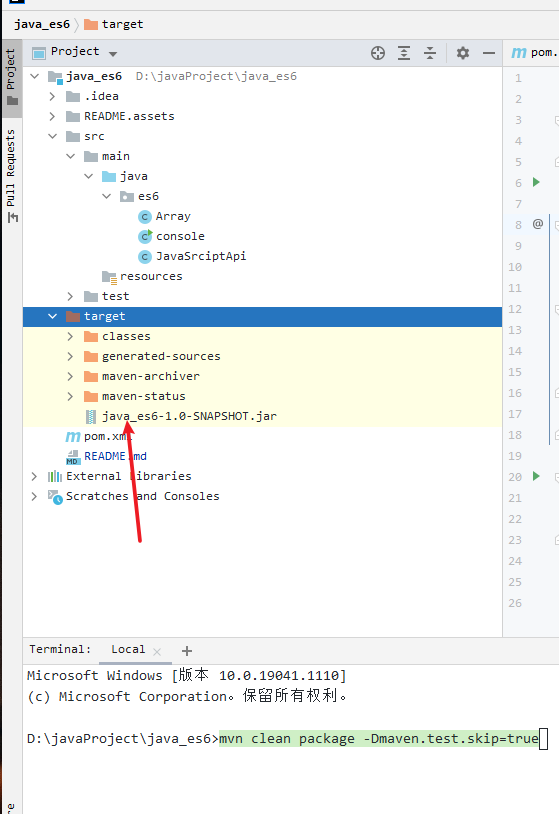 java_es6 target
Project
pom.
java_es6 D:\javaProject\java_es6
.idea
README.assets
src
main
java
es6
Array
console
JavaSrciptApi
resources
test
target
classes
generated-sources
maven-archiver
maven-status
java_es6-1.0-SNAPSHOT.jar
pom.xml
README.md
External Libraries
Scratches and Consoles
Project
Pull Requests
1
2
3
4
5
6
7
8
9
10
11
12
13
14
15
16
17
18
19
20
21
22
23
24
25
26
Terminal: Local
Microsoft Windows [版本 10.0.19041.1110]
(c) Microsoft Corporation。保留所有权利。
D:\javaProject\java_es6>mvn clean package -Dmaven.test.skip=true